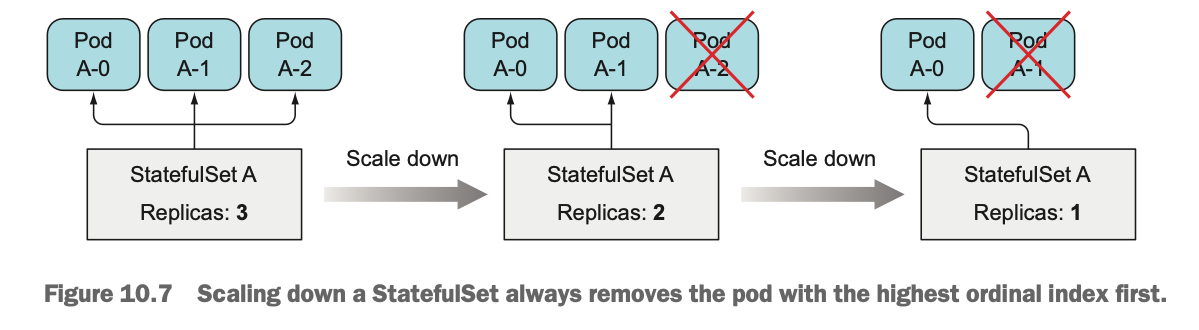 Pod
A-0
Pod
A-1
Pod
A-2
StatefulSet A
Replicas: 3
Scale down
Pod
A-0
Pod
A-1
Pod
A-2
StatefulSet A
Replicas: 2
Scale down
Pod
A-0
Pod
A-1
StatefulSet A
Replicas: 1
Figure 10.7 Scaling down a StatefulSet always removes the pod with the highest ordinal index first.